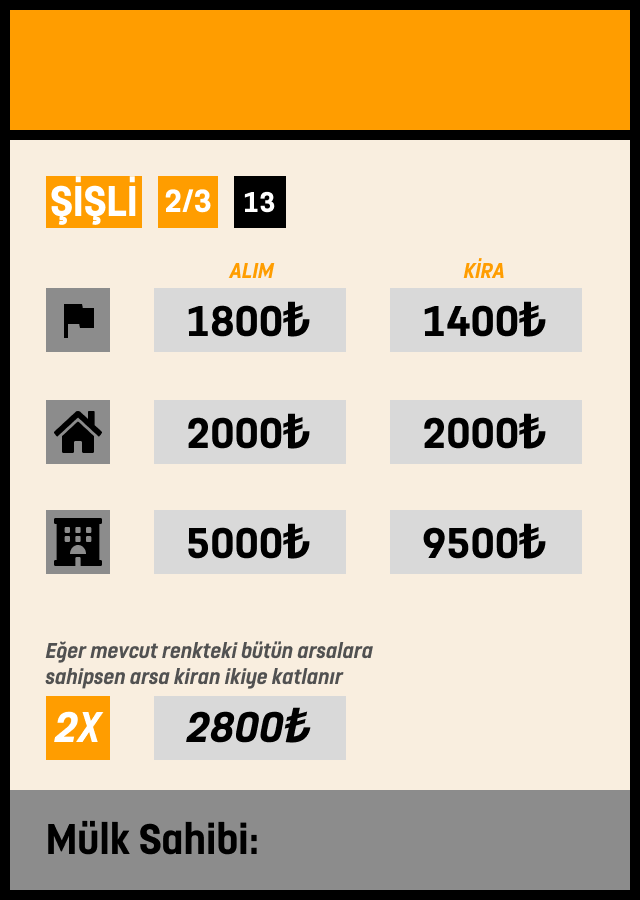 ŞİŞLİ 2/3 13
ALIM KİRA
1800₺ 1400₺
2000₺ 2000₺
5000₺ 9500₺
Eğer mevcut renkteki bütün arsalara
sahipsen arsa kiran ikiye katlanır
2X 2800₺
Mülk Sahibi: